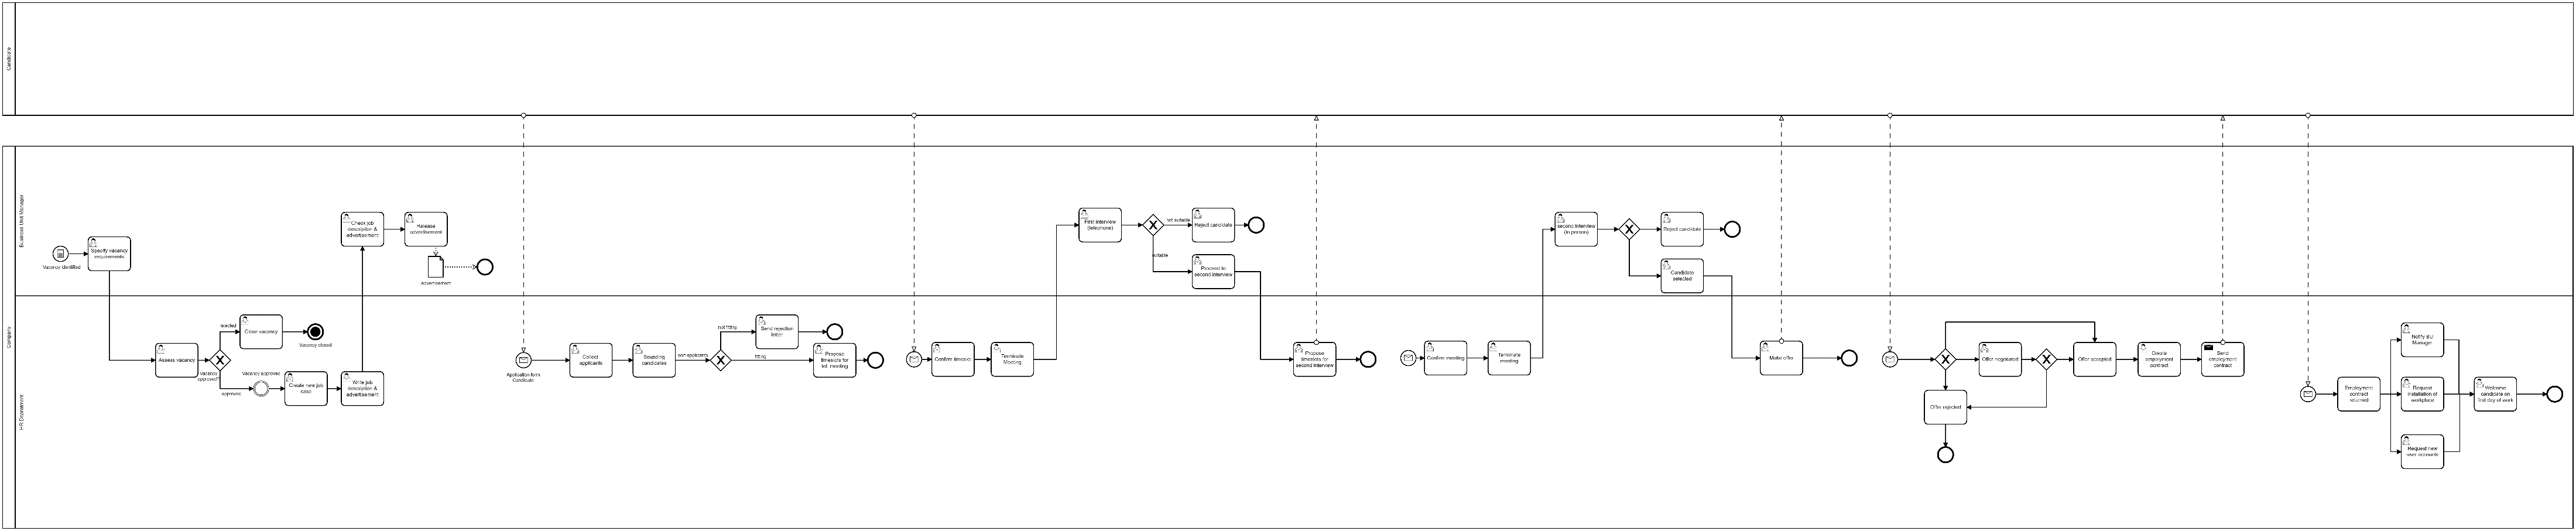 Candidate
Company
Business Unit Manager
HR Department
Vacancy identified
Specify vacancy
requirements
Assess vacancy
Vacancy
approved?
rejected
Close vacancy
Vacancy closed
approved
Vacancy approved
Create new job
case
Write job
description &
advertisement
Check job
description &
advertisement
Release
advertisement
Advertisement
Application form
Candidate
Collect
applicants
Sounding
candidates
sort applicants
not fitting
Send rejection
letter
fitting
Propose
timeslots for
tel. meeting
Confirm timeslot
Terminate
Meeting
First interview
(telephone)
not suitable
Reject candidate
suitable
Proceed to
second interview
Propose
timeslots for
second interview
Confirm meeting
Terminate
meeting
second interview
(in person)
Reject candidate
Candidate
selected
Make offer
Offer negotiated
Offer rejected
Offer accepted
Create
employment
contract
Send
employment
contract
Employment
contract
returned
Notify BU
Manager
Request
installation of
workplace
Request new
user accounts
Welcome
candidate on
first day of work